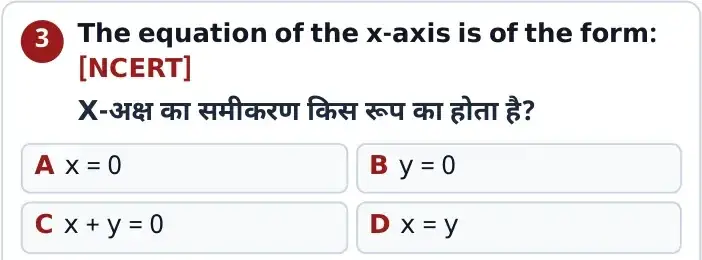 3 The equation of the x-axis is of the form:
[NCERT]
X-अक्ष का समीकरण किस रूप का होता है?
A x = 0
B y = 0
C x + y = 0
D x = y